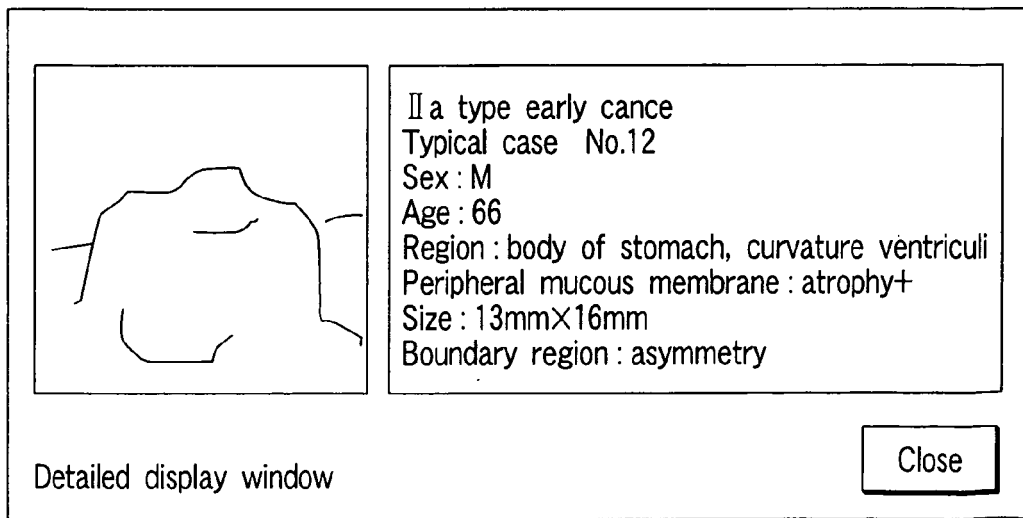 Ⅱa type early cance
Typical case No.12
Sex : M
Age : 66
Region : body of stomach, curvature ventriculi
Peripheral mucous membrane : atrophy+
Size : 13mm×16mm
Boundary region : asymmetry
Detailed display window
Close